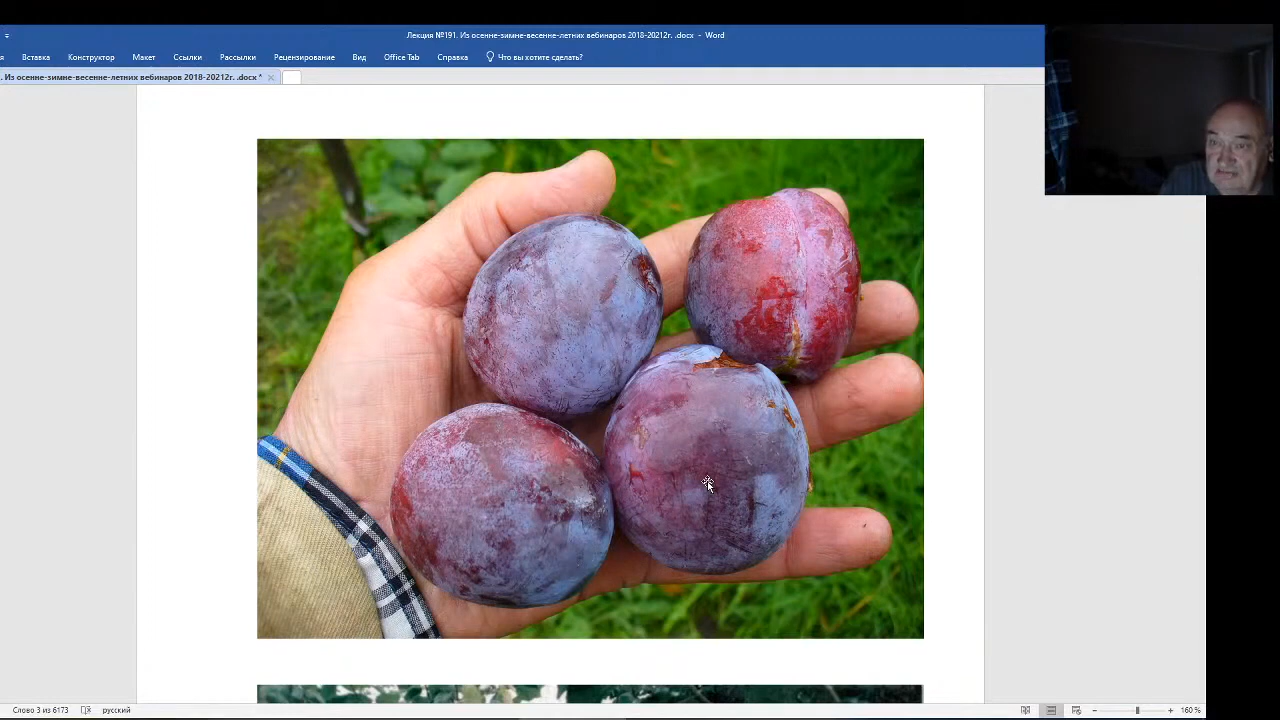 Лекция №191. Из осенне-зимне-весенне-летних вебинаров 2018-20212г. .docx - Word
Вставка Конструктор Макет Ссылки Рассылки Рецензирование Вид Office Tab Справка Что вы хотите сделать?
. Из осенне-зимне-весенне-летних вебинаров 2018-20212г. .docx *
Слово 3 из 6173 русский 160 %